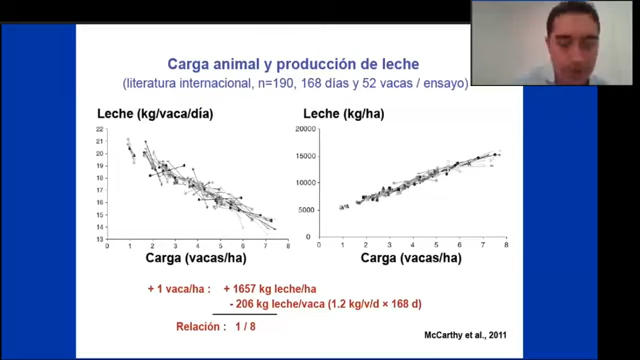 Carga animal y producción de leche
(literatura internacional, n=190, 168 días y 52 vacas / ensayo)
Leche (kg/vaca/día)
22
21
20
19
18
17
16
15
14
13
0 1 2 3 4 5 6 7 8
Carga (vacas/ha)
Leche (kg/ha)
20000
15000
10000
5000
0
0 1 2 3 4 5 6 7 8
Carga (vacas/ha)
+ 1 vaca/ha : + 1657 kg leche/ha
- 206 kg leche/vaca (1.2 kg/v/d × 168 d)
Relación : 1 / 8
McCarthy et al., 2011